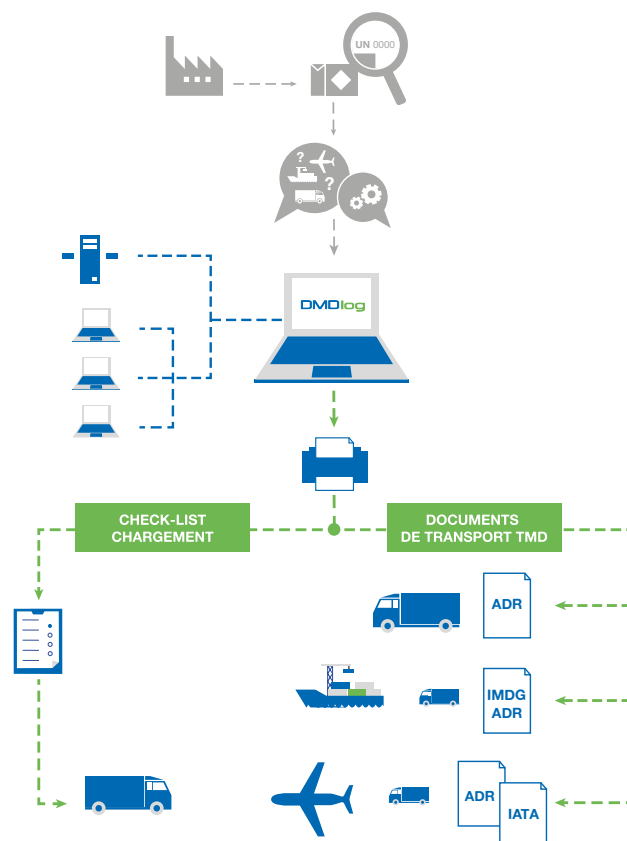 UN 0000
?
?
DMDlog
CHECK-LIST
CHARGEMENT
DOCUMENTS
DE TRANSPORT TMD
ADR
IMDG
ADR
ADR
IATA